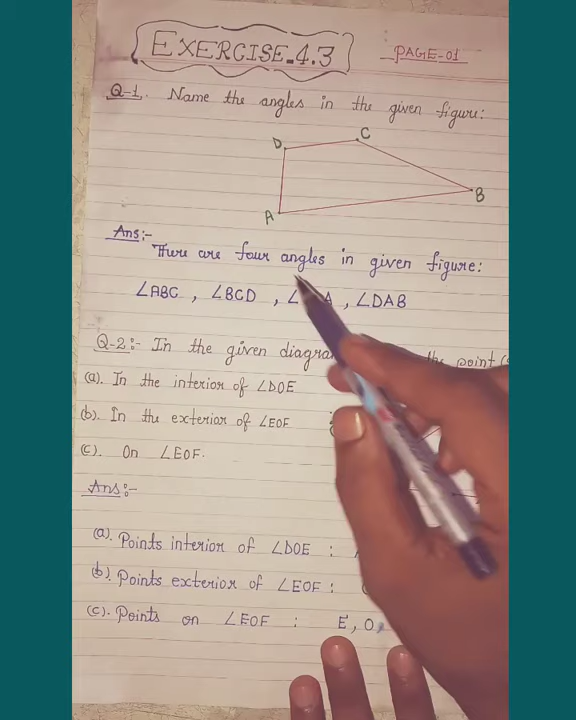 EXERCISE-4.3
PAGE-01
Q-1. Name the angles in the given figure:
D C
A B
Ans:-
There are four angles in given figure:
∠ABC , ∠BCD , ∠ A , ∠DAB
Q-2:- In the given the point
(a). In the interior of ∠DOE
(b). In the exterior of ∠EOF
(c). On ∠EOF.
Ans:-
(a). Points interior of ∠DOE :
(b). Points exterior of ∠EOF :
(c). Points on ∠EOF : E, O,